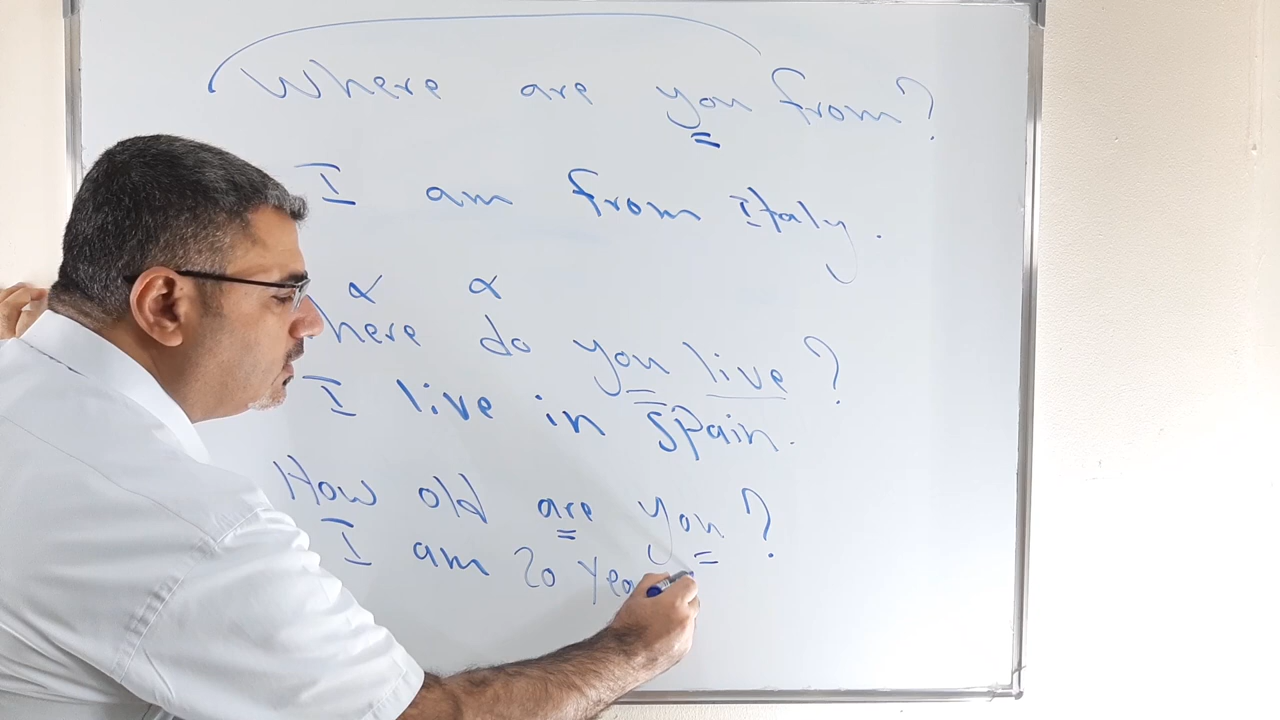 Where are you from?
I am from Italy.
here do you live?
I live in Spain.
How old are you?
I am 20 yea